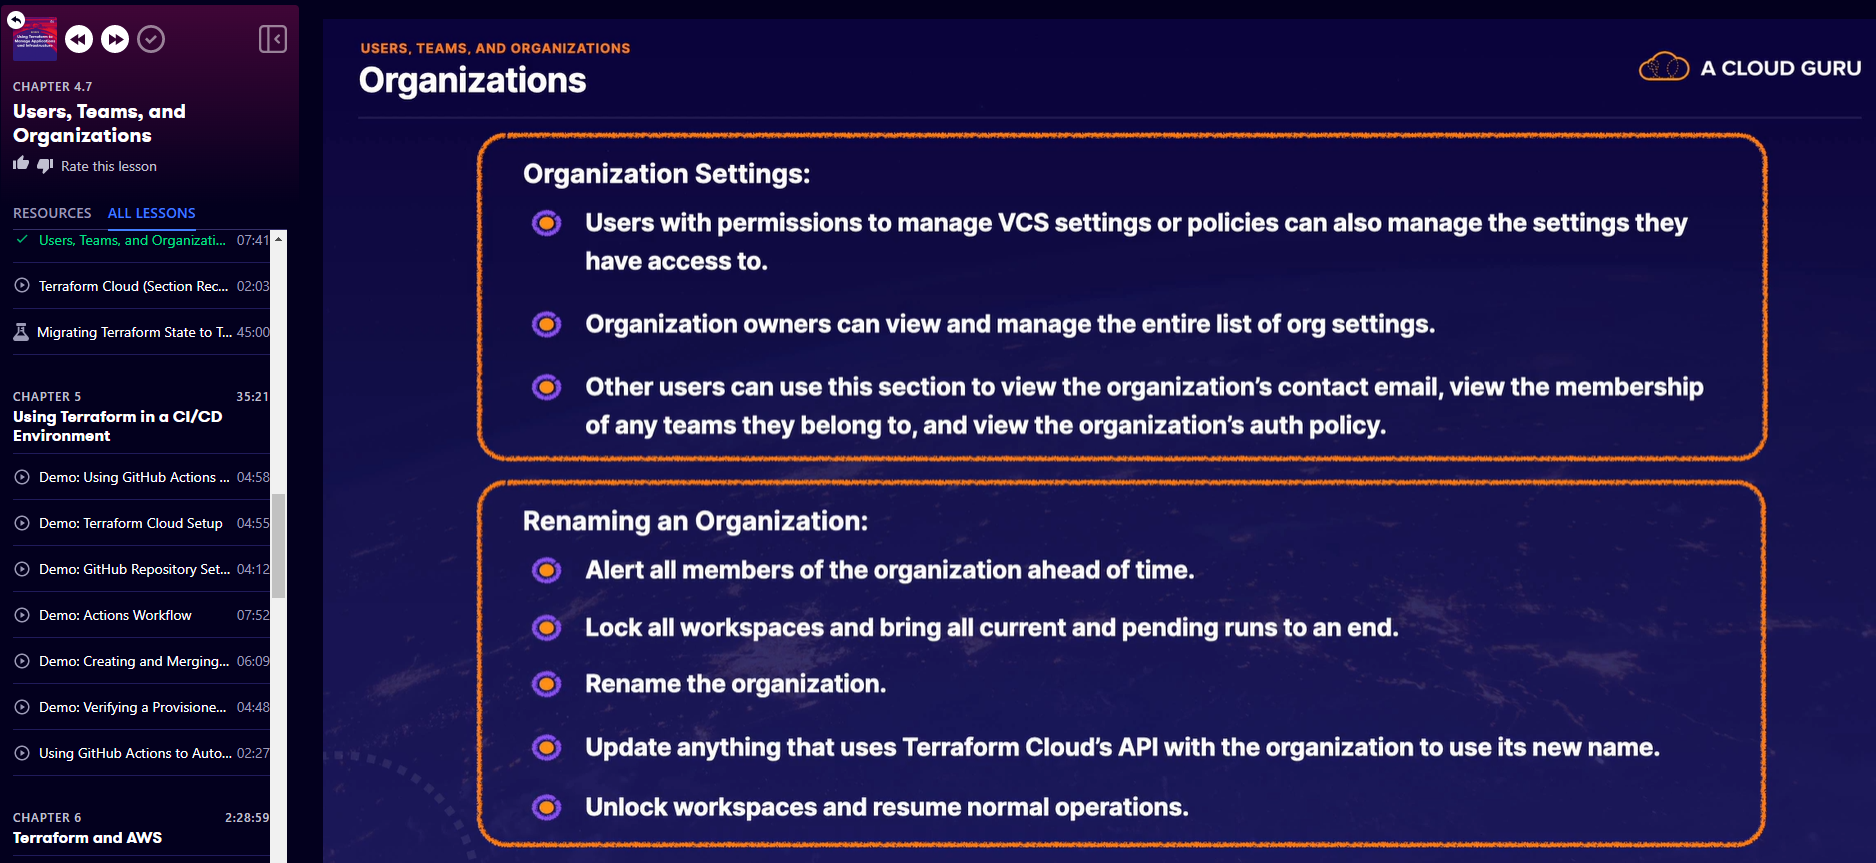 Using Terraform to
Manage Applications
and Infrastructure
CHAPTER 4.7
Users, Teams, and
Organizations
Rate this lesson
RESOURCES ALL LESSONS
Users, Teams, and Organizati... 07:41
Terraform Cloud (Section Rec... 02:03
Migrating Terraform State to T... 45:00
CHAPTER 5 35:21
Using Terraform in a CI/CD
Environment
Demo: Using GitHub Actions ... 04:58
Demo: Terraform Cloud Setup 04:55
Demo: GitHub Repository Set... 04:12
Demo: Actions Workflow 07:52
Demo: Creating and Merging... 06:09
Demo: Verifying a Provisione... 04:48
Using GitHub Actions to Auto... 02:27
CHAPTER 6 2:28:59
Terraform and AWS
USERS, TEAMS, AND ORGANIZATIONS
Organizations
A CLOUD GURU
Organization Settings:
Users with permissions to manage VCS settings or policies can also manage the settings they
have access to.
Organization owners can view and manage the entire list of org settings.
Other users can use this section to view the organization’s contact email, view the membership
of any teams they belong to, and view the organization’s auth policy.
Renaming an Organization:
Alert all members of the organization ahead of time.
Lock all workspaces and bring all current and pending runs to an end.
Rename the organization.
Update anything that uses Terraform Cloud’s API with the organization to use its new name.
Unlock workspaces and resume normal operations.